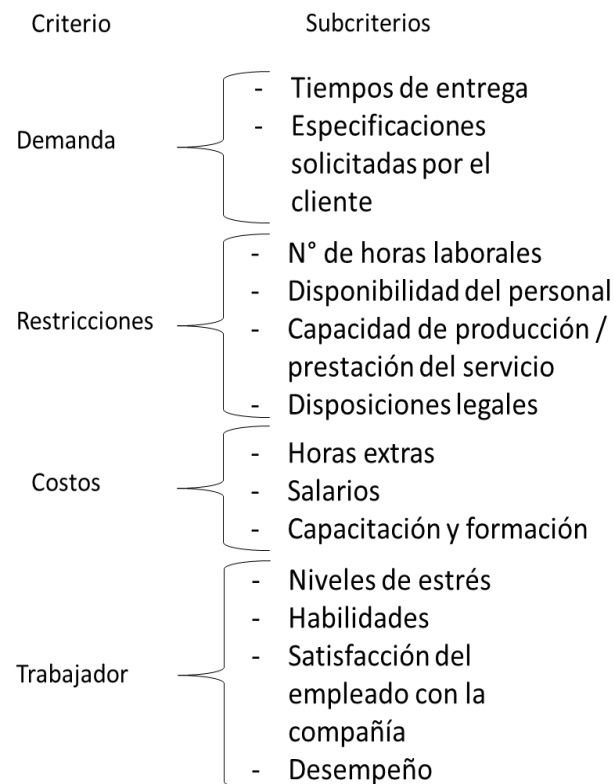 Criterio
Subcriterios
Demanda
- Tiempos de entrega
- Especificaciones
solicitadas por el
cliente
Restricciones
- N° de horas laborales
- Disponibilidad del personal
- Capacidad de producción /
prestación del servicio
- Disposiciones legales
Costos
- Horas extras
- Salarios
- Capacitación y formación
Trabajador
- Niveles de estrés
- Habilidades
- Satisfacción del
empleado con la
compañía
- Desempeño